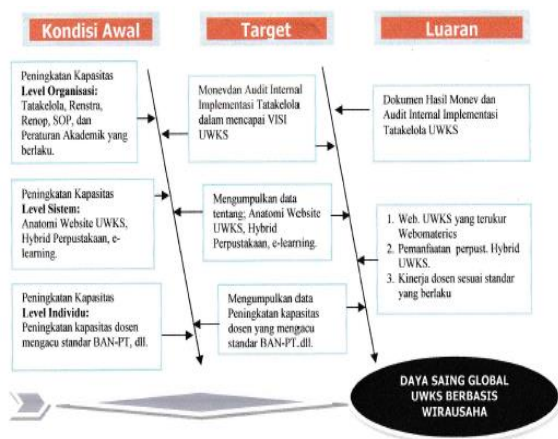 Kondisi Awal
Target
Luaran
Peningkatan Kapasitas
Level Organisasi:
Tatakelola, Renstra,
Renop, SOP, dan
Peraturan Akademik yang
berlaku.
Monevdan Audit Internal
Implementasi Tatakelola
dalam mencapai VISI
UWKS
Dokumen Hasil Monev dan
Audit Internal Implementasi
Tatakelola UWKS
Peningkatan Kapasitas
Level Sistem:
Anatomi Website UWKS,
Hybrid Perpustakaan, e-
learning.
Mengumpulkan data
tentang; Anatomi Website
UWKS, Hybrid
Perpustakaan, e-learning.
1. Web. UWKS yang terukur
Webomaterics
2. Pemanfaatan perpust. Hybrid
UWKS.
3. Kinerja dosen sesuai standar
yang berlaku
Peningkatan Kapasitas
Level Individu:
Peningkatan kapasitas dosen
mengacu standar BAN-PT, dll.
Mengumpulkan data
Peningkatan kapasitas
dosen yang mengacu
standar BAN-PT. dll.
DAYA SAING GLOBAL
UWKS BERBASIS
WIRAUSAHA